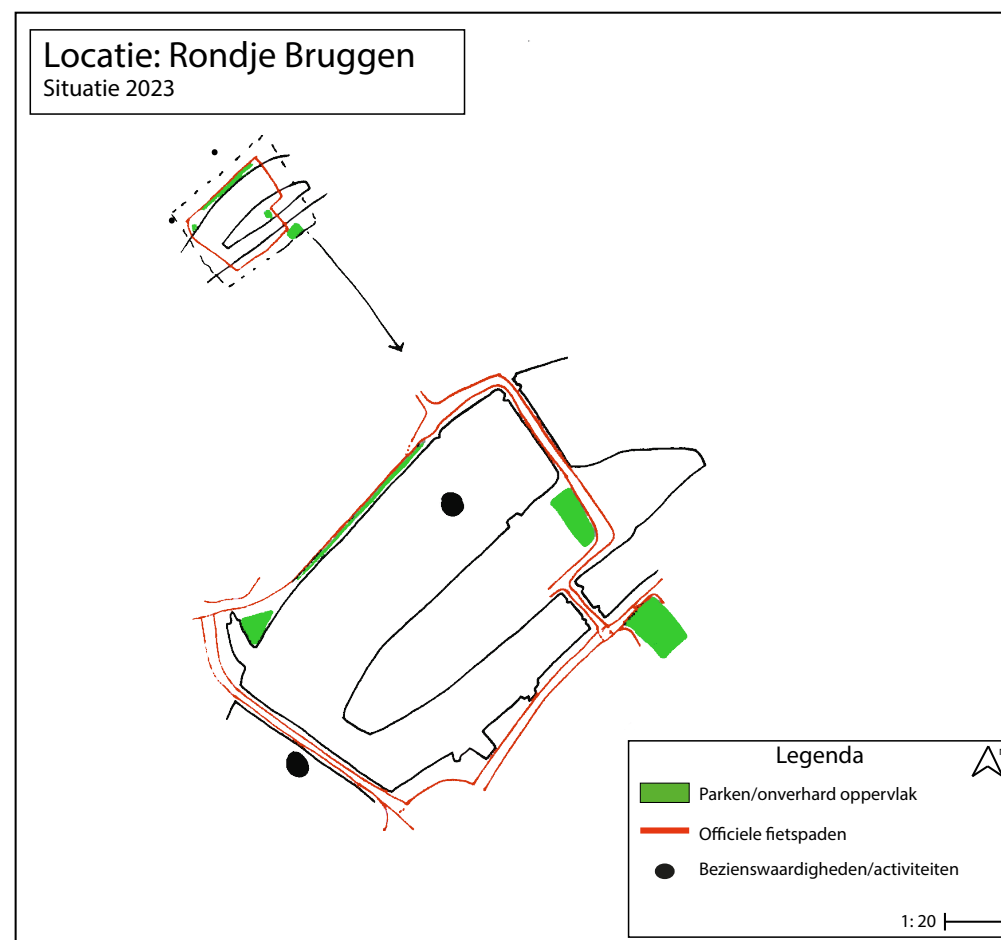 Locatie: Rondje Bruggen
Situatie 2023
Legenda
Parken/onverhard oppervlak
Officiele fietspaden
Bezienswaardigheden/activiteiten
1: 20